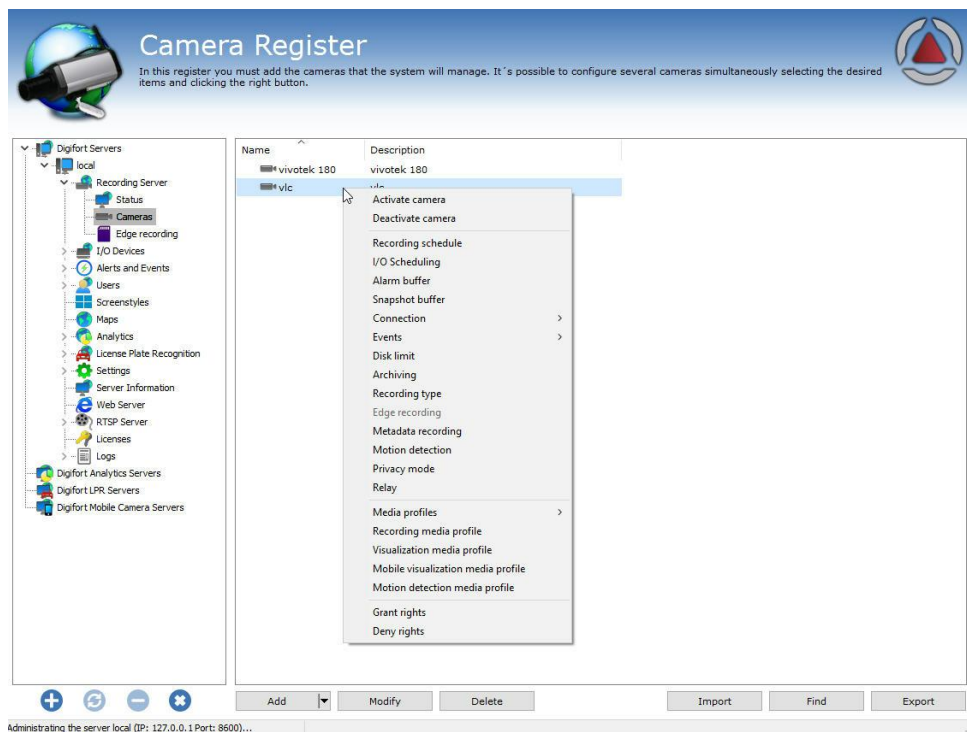 Camera Register
In this register you must add the cameras that the system will manage. It´s possible to configure several cameras simultaneously selecting the desired
items and clicking the right button.
Digifort Servers
local
Recording Server
Status
Cameras
Edge recording
I/O Devices
Alerts and Events
Users
Screenstyles
Maps
Analytics
License Plate Recognition
Settings
Server Information
Web Server
RTSP Server
Licenses
Logs
Digifort Analytics Servers
Digifort LPR Servers
Digifort Mobile Camera Servers
Name Description
vivotek 180 vivotek 180
vlc vlc
Activate camera
Deactivate camera
Recording schedule
I/O Scheduling
Alarm buffer
Snapshot buffer
Connection
Events
Disk limit
Archiving
Recording type
Edge recording
Metadata recording
Motion detection
Privacy mode
Relay
Media profiles
Recording media profile
Visualization media profile
Mobile visualization media profile
Motion detection media profile
Grant rights
Deny rights
Add Modify Delete Import Find Export
Administrating the server local (IP: 127.0.0.1 Port: 8600)...